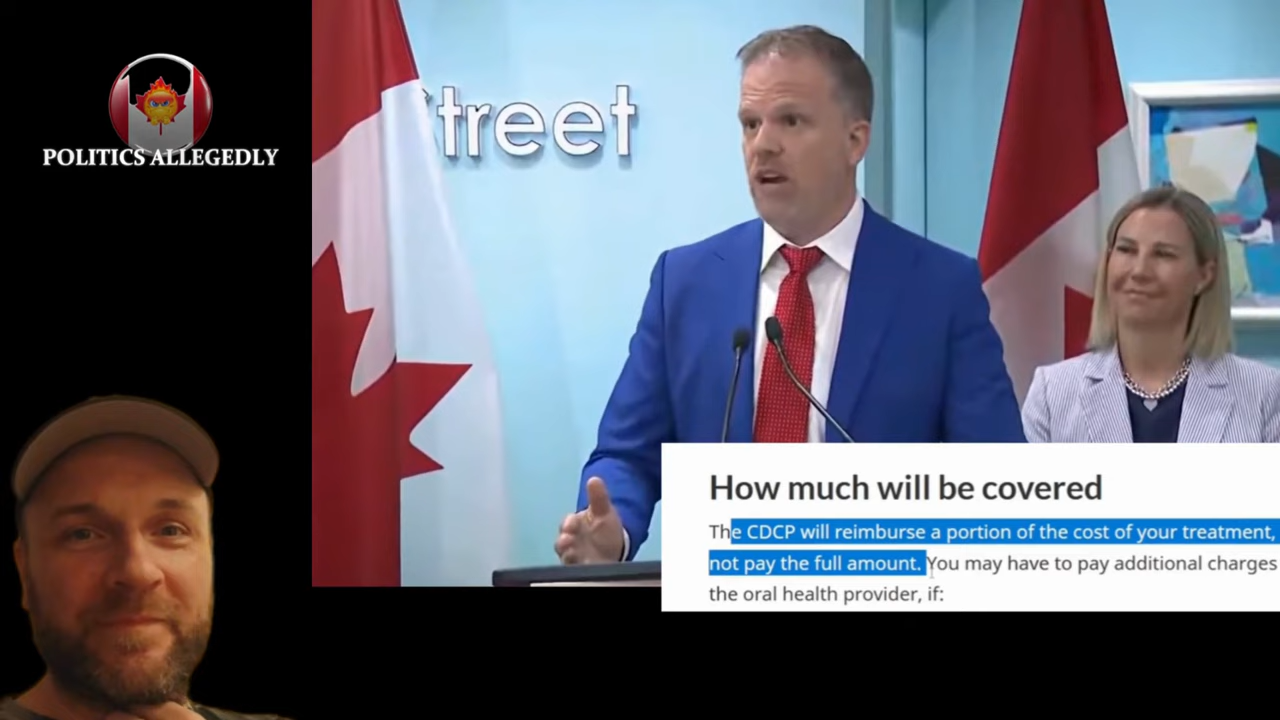 POLITICS ALLEGEDLY
Street
How much will be covered
The CDCP will reimburse a portion of the cost of your treatment,
not pay the full amount. You may have to pay additional charges
the oral health provider, if: